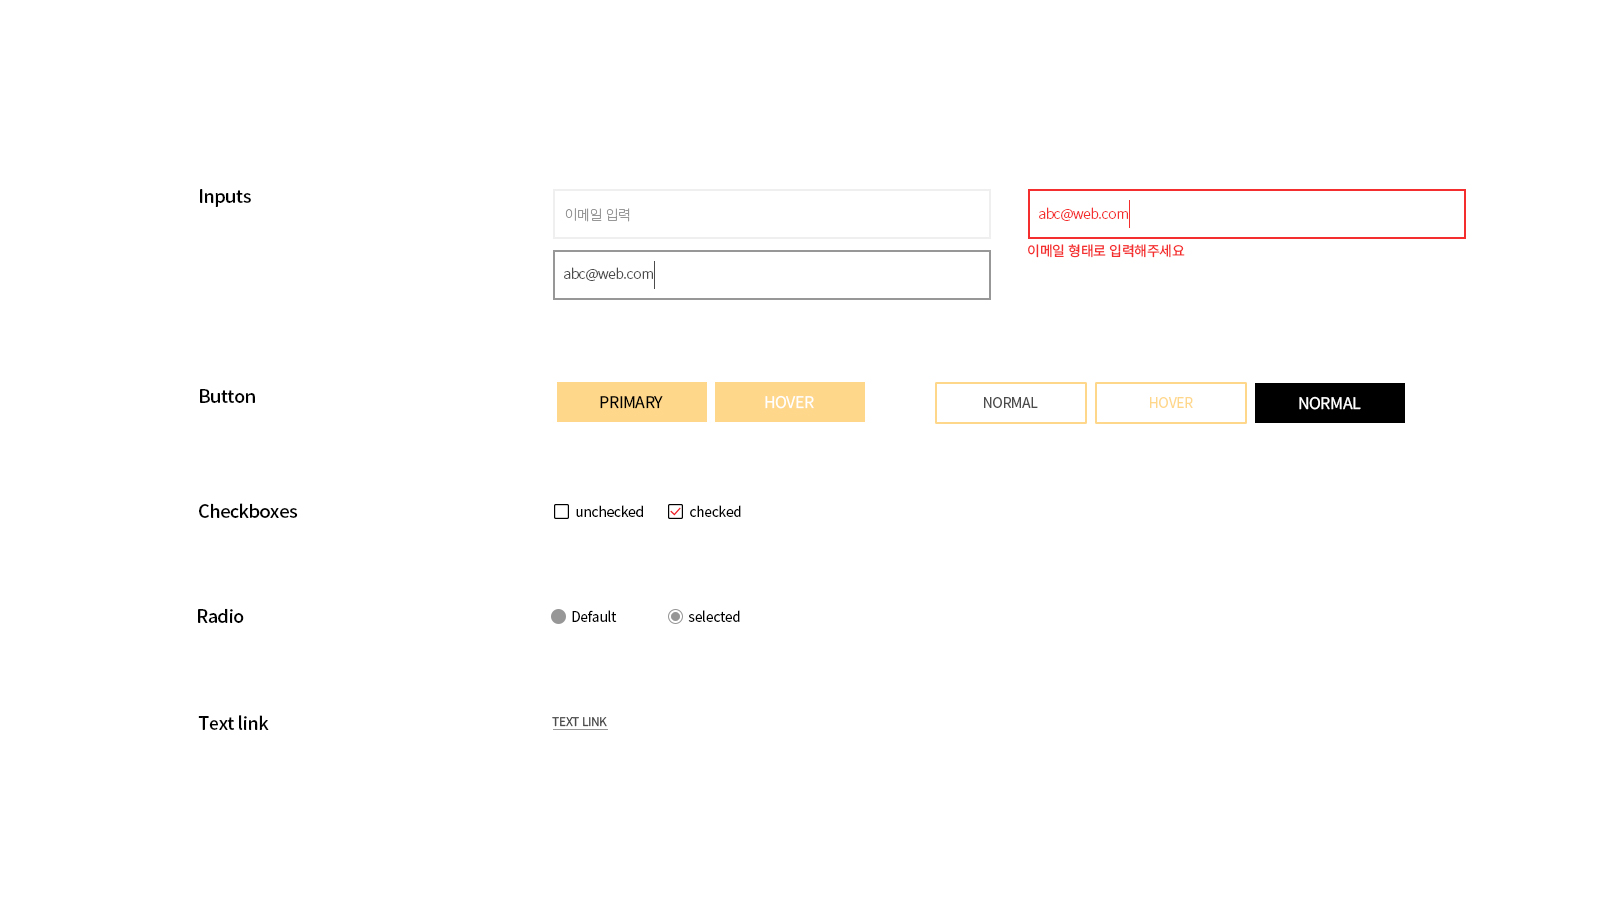 Inputs
이메일 입력
abc@web.com
abc@web.com
이메일 형태로 입력해주세요
Button
PRIMARY
HOVER
NORMAL
HOVER
NORMAL
Checkboxes
unchecked
checked
Radio
Default
selected
Text link
TEXT LINK